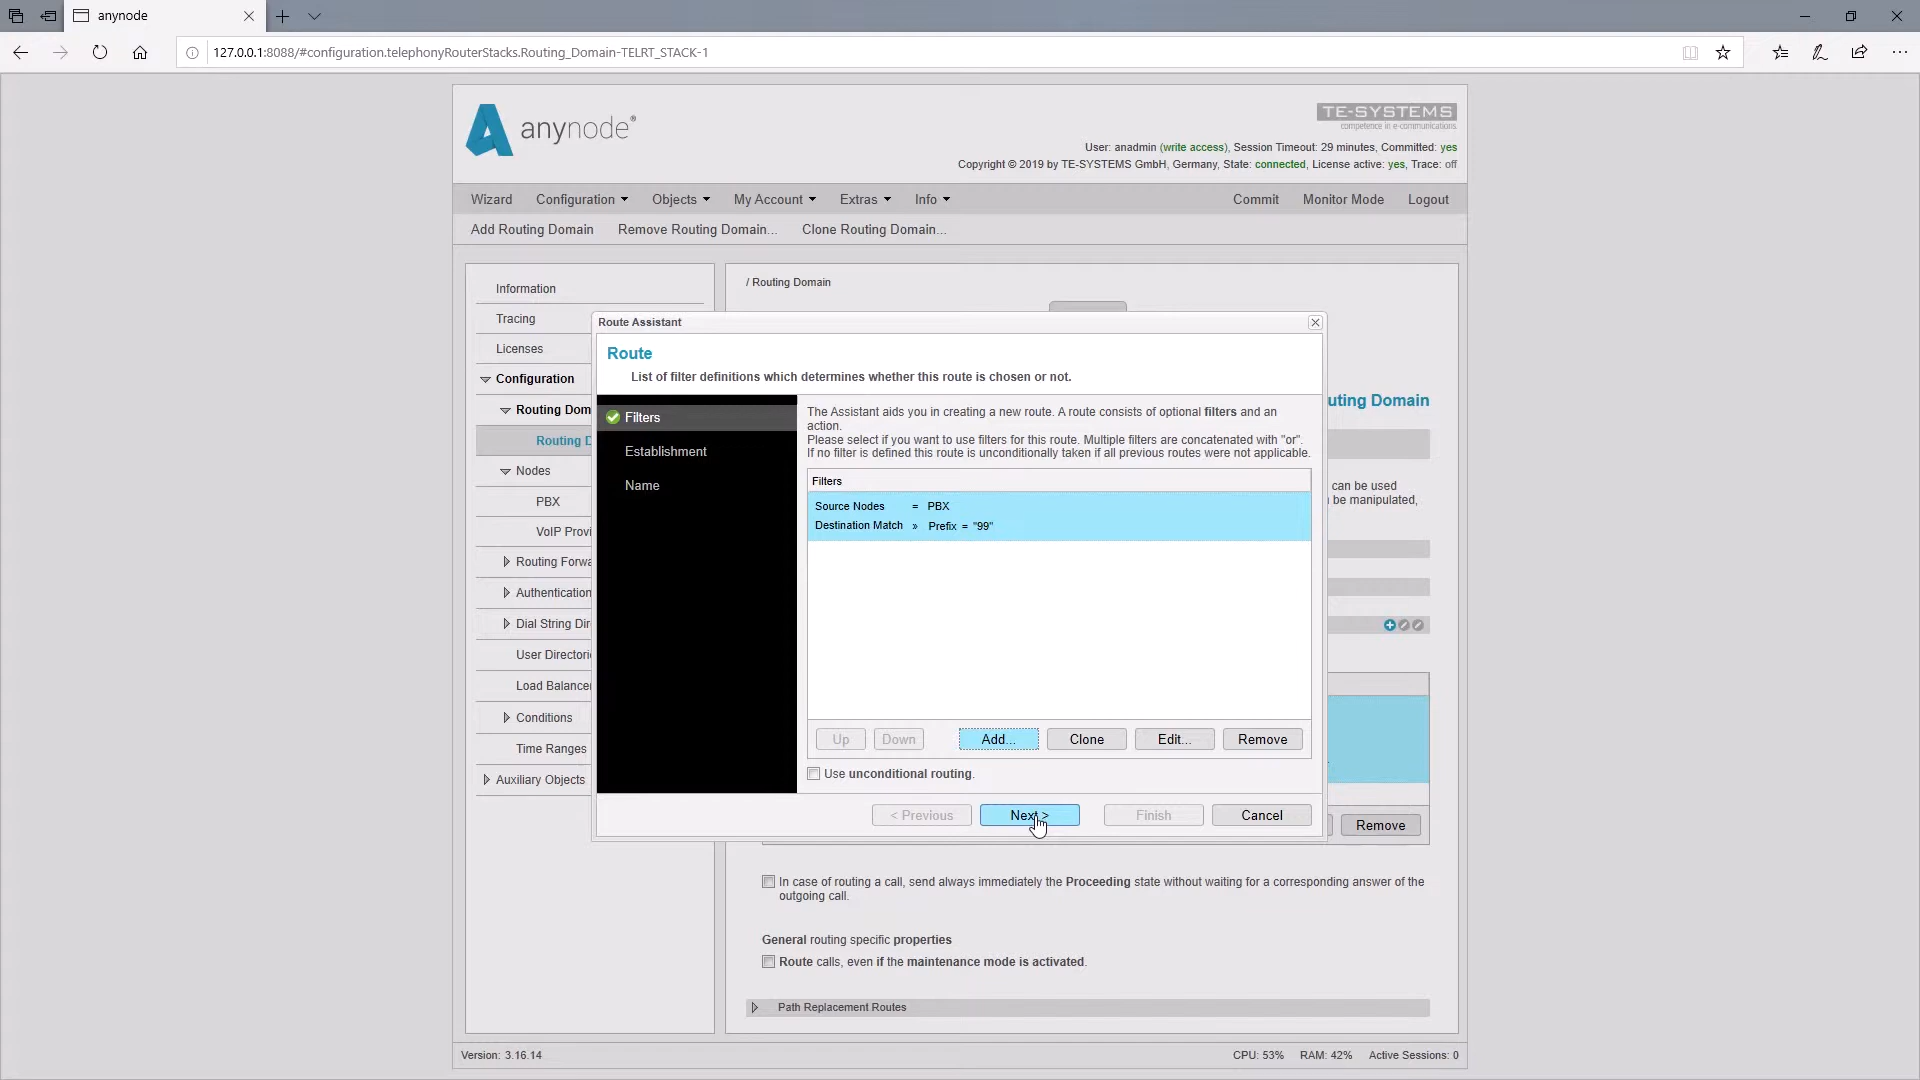 anynode
127.0.0.1:8088/#configuration.telephonyRouterStacks.Routing_Domain-TELRT_STACK-1
anynode®
TE-SYSTEMS
competence in e-communications.
User: anadmin (write access), Session Timeout: 29 minutes, Committed: yes
Copyright © 2019 by TE-SYSTEMS GmbH, Germany, State: connected, License active: yes, Trace: off
Wizard Configuration Objects My Account Extras Info Commit Monitor Mode Logout
Add Routing Domain Remove Routing Domain... Clone Routing Domain...
Information
Tracing
Licenses
Configuration
Routing Dom
Routing D
Nodes
PBX
VoIP Provi
Routing Forwa
Authentication
Dial String Dir
User Directori
Load Balancer
Conditions
Time Ranges
Auxiliary Objects
/ Routing Domain
Route Assistant
Route
List of filter definitions which determines whether this route is chosen or not.
Filters
Establishment
Name
The Assistant aids you in creating a new route. A route consists of optional filters and an
action.
Please select if you want to use filters for this route. Multiple filters are concatenated with "or".
If no filter is defined this route is unconditionally taken if all previous routes were not applicable.
Filters
Source Nodes = PBX
Destination Match » Prefix = "99"
Up Down Add... Clone Edit... Remove
Use unconditional routing.
< Previous Next > Finish Cancel
uting Domain
can be used
be manipulated,
Remove
In case of routing a call, send always immediately the Proceeding state without waiting for a corresponding answer of the
outgoing call.
General routing specific properties
Route calls, even if the maintenance mode is activated.
Path Replacement Routes
Version: 3.16.14
CPU: 53% RAM: 42% Active Sessions: 0